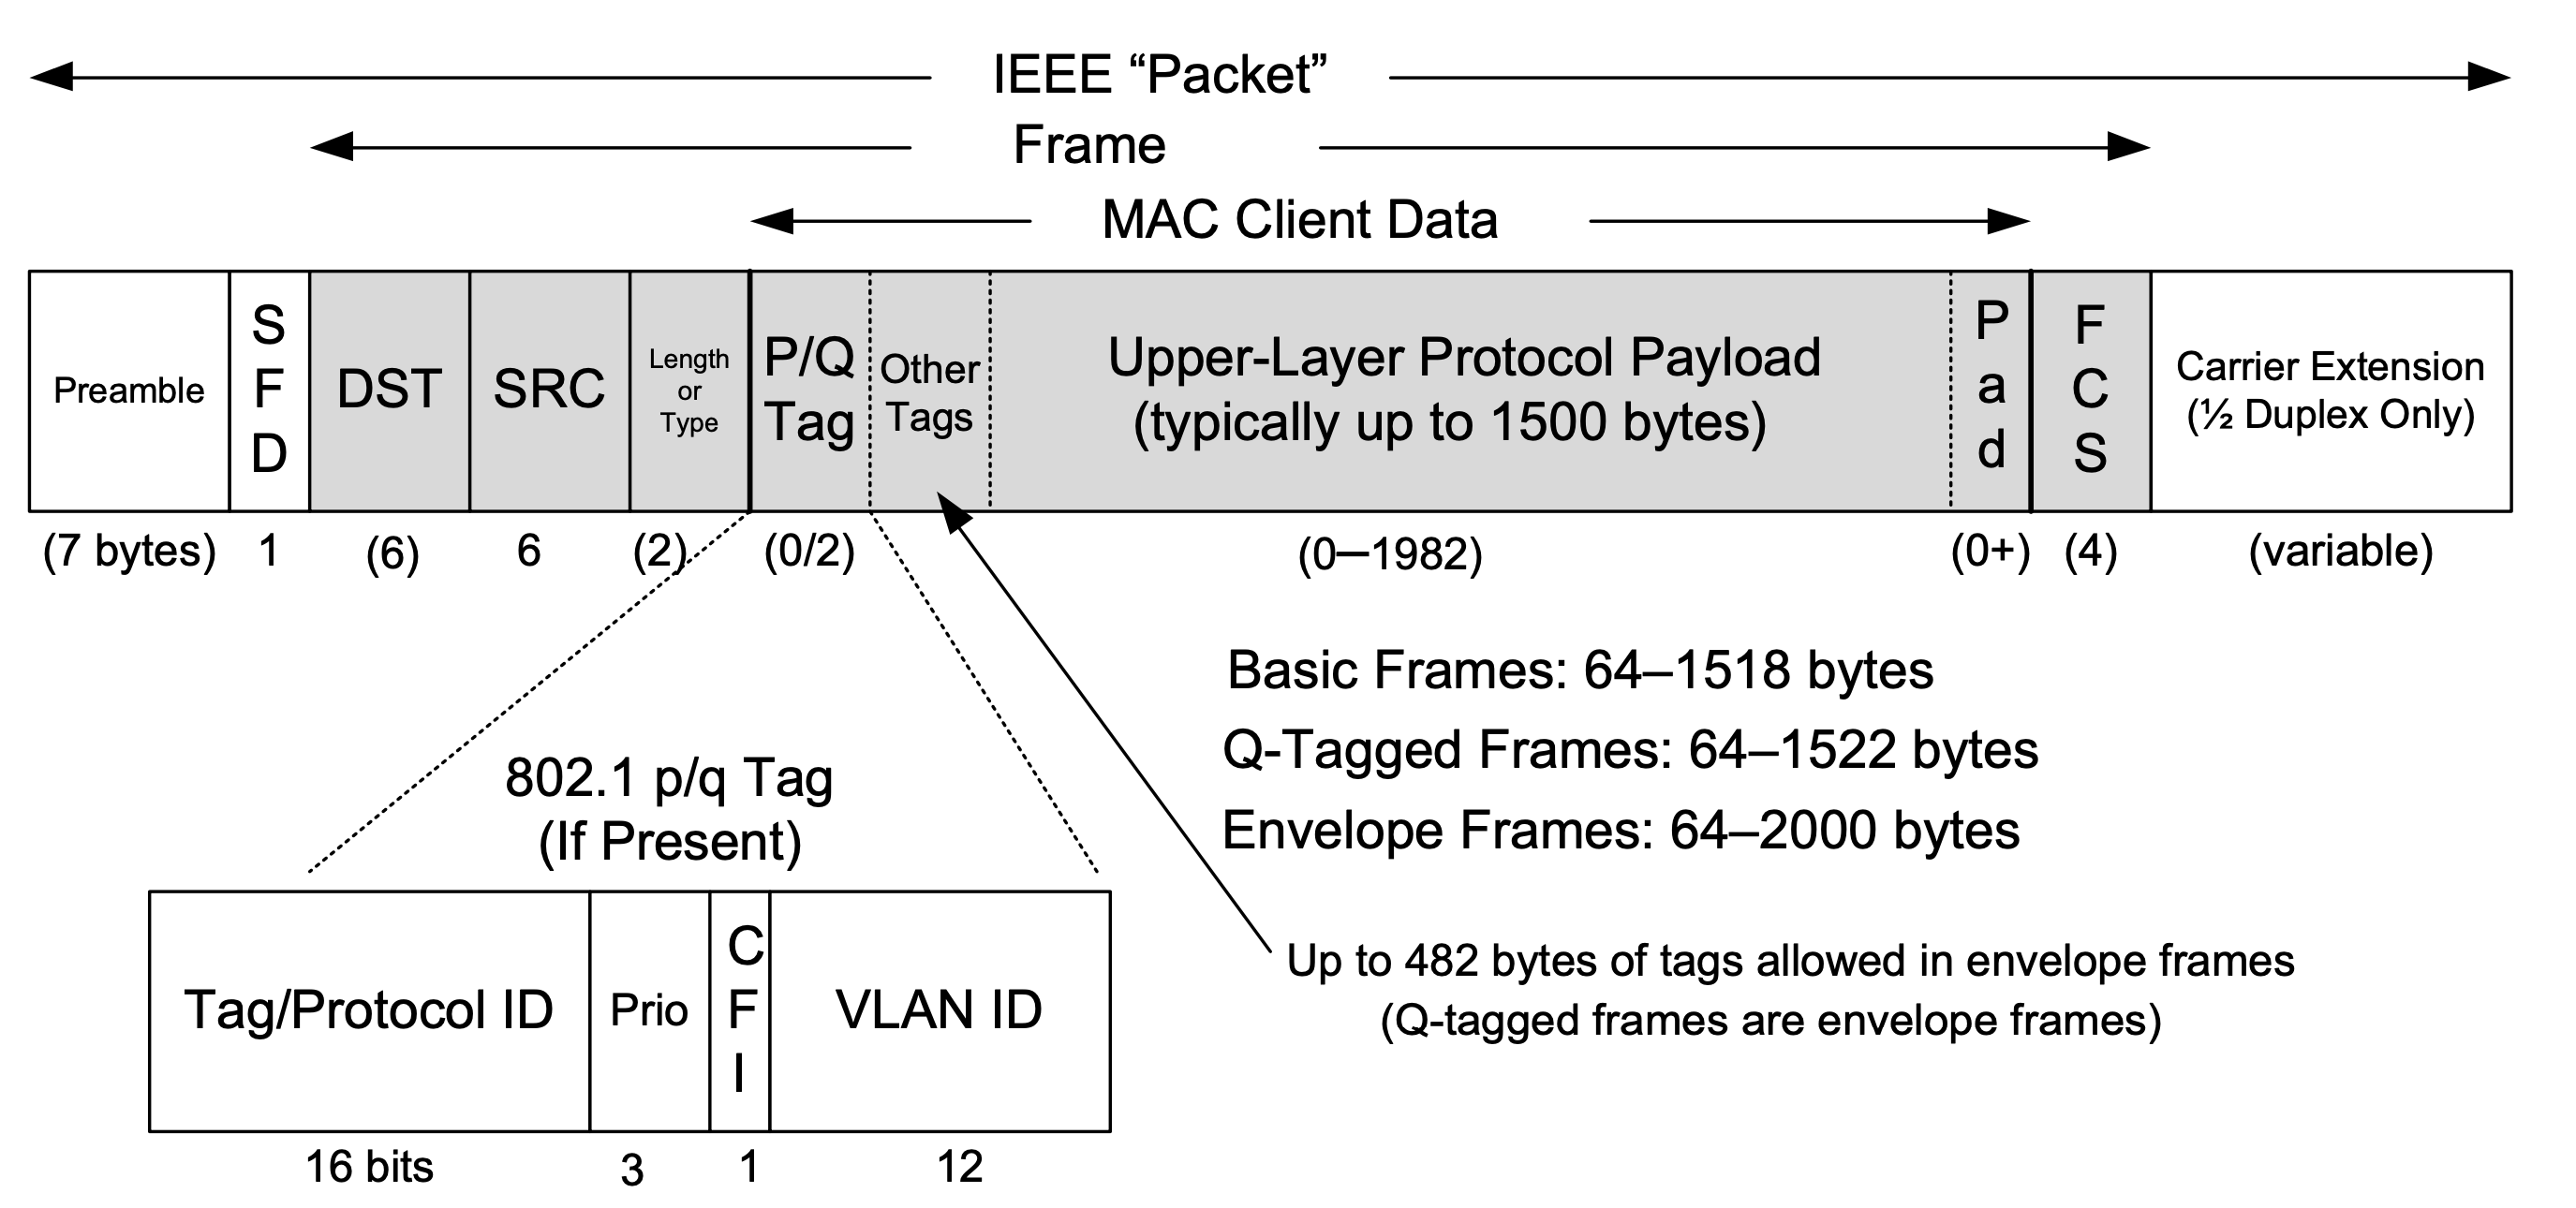 IEEE “Packet”
Frame
MAC Client Data
Preamble
S
F
D
DST
SRC
Length
or
Type
P/Q
Tag
Other
Tags
Upper-Layer Protocol Payload
(typically up to 1500 bytes)
P
a
d
F
C
S
Carrier Extension
(½ Duplex Only)
(7 bytes)
1
(6)
6
(2)
(0/2)
(0—1982)
(0+)
(4)
(variable)
Basic Frames: 64–1518 bytes
Q-Tagged Frames: 64–1522 bytes
Envelope Frames: 64–2000 bytes
802.1 p/q Tag
(If Present)
Up to 482 bytes of tags allowed in envelope frames
(Q-tagged frames are envelope frames)
Tag/Protocol ID
Prio
C
F
I
VLAN ID
16 bits
3
1
12